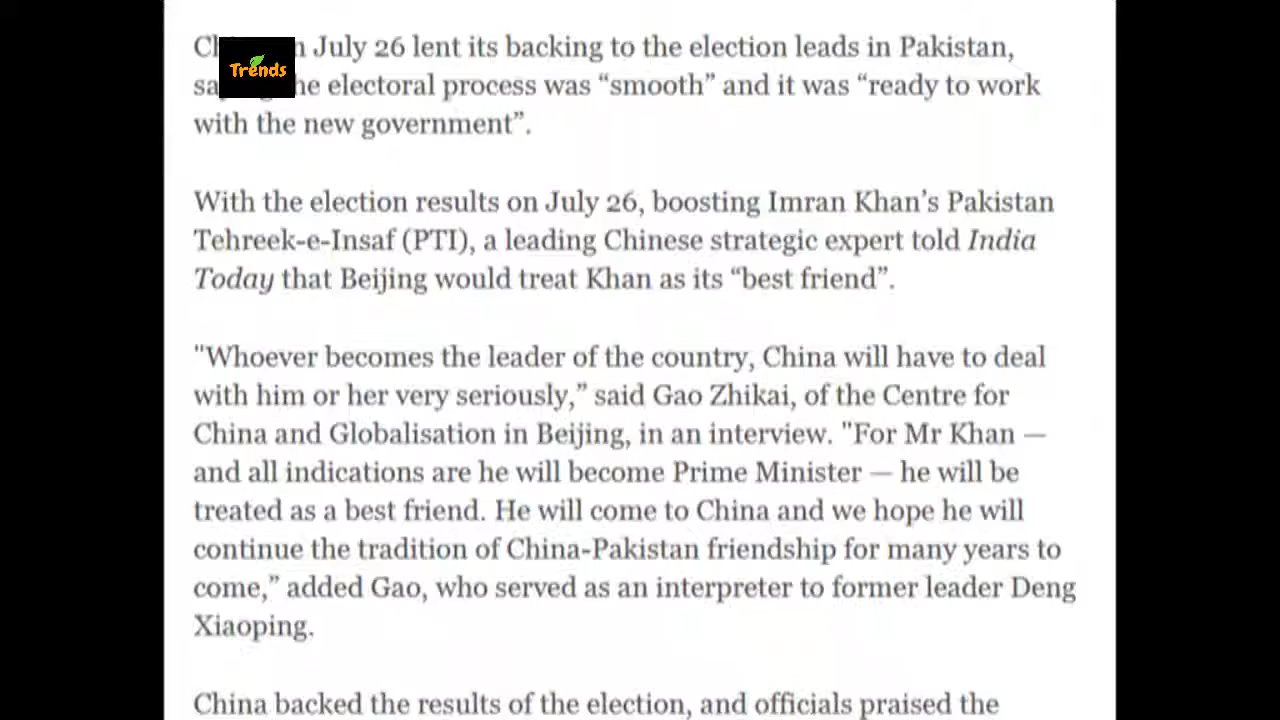 Trends
July 26 lent its backing to the election leads in Pakistan,
electoral process was “smooth” and it was “ready to work
with the new government”.
With the election results on July 26, boosting Imran Khan’s Pakistan
Tehreek-e-Insaf (PTI), a leading Chinese strategic expert told India
Today that Beijing would treat Khan as its “best friend”.
"Whoever becomes the leader of the country, China will have to deal
with him or her very seriously,” said Gao Zhikai, of the Centre for
China and Globalisation in Beijing, in an interview. "For Mr Khan —
and all indications are he will become Prime Minister — he will be
treated as a best friend. He will come to China and we hope he will
continue the tradition of China-Pakistan friendship for many years to
come,” added Gao, who served as an interpreter to former leader Deng
Xiaoping.
China backed the results of the election, and officials praised the